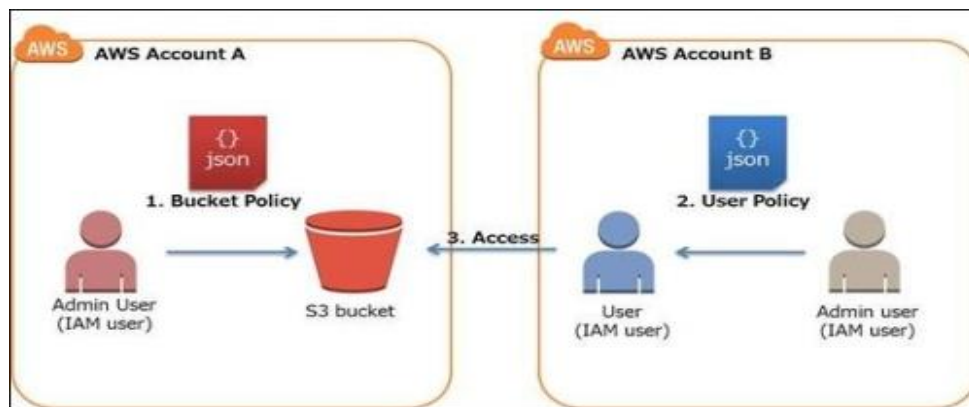 AWS
AWS Account A
{}
json
1. Bucket Policy
Admin User
(IAM user)
S3 bucket
3. Access
AWS
AWS Account B
{}
json
2. User Policy
User
(IAM user)
Admin user
(IAM user)